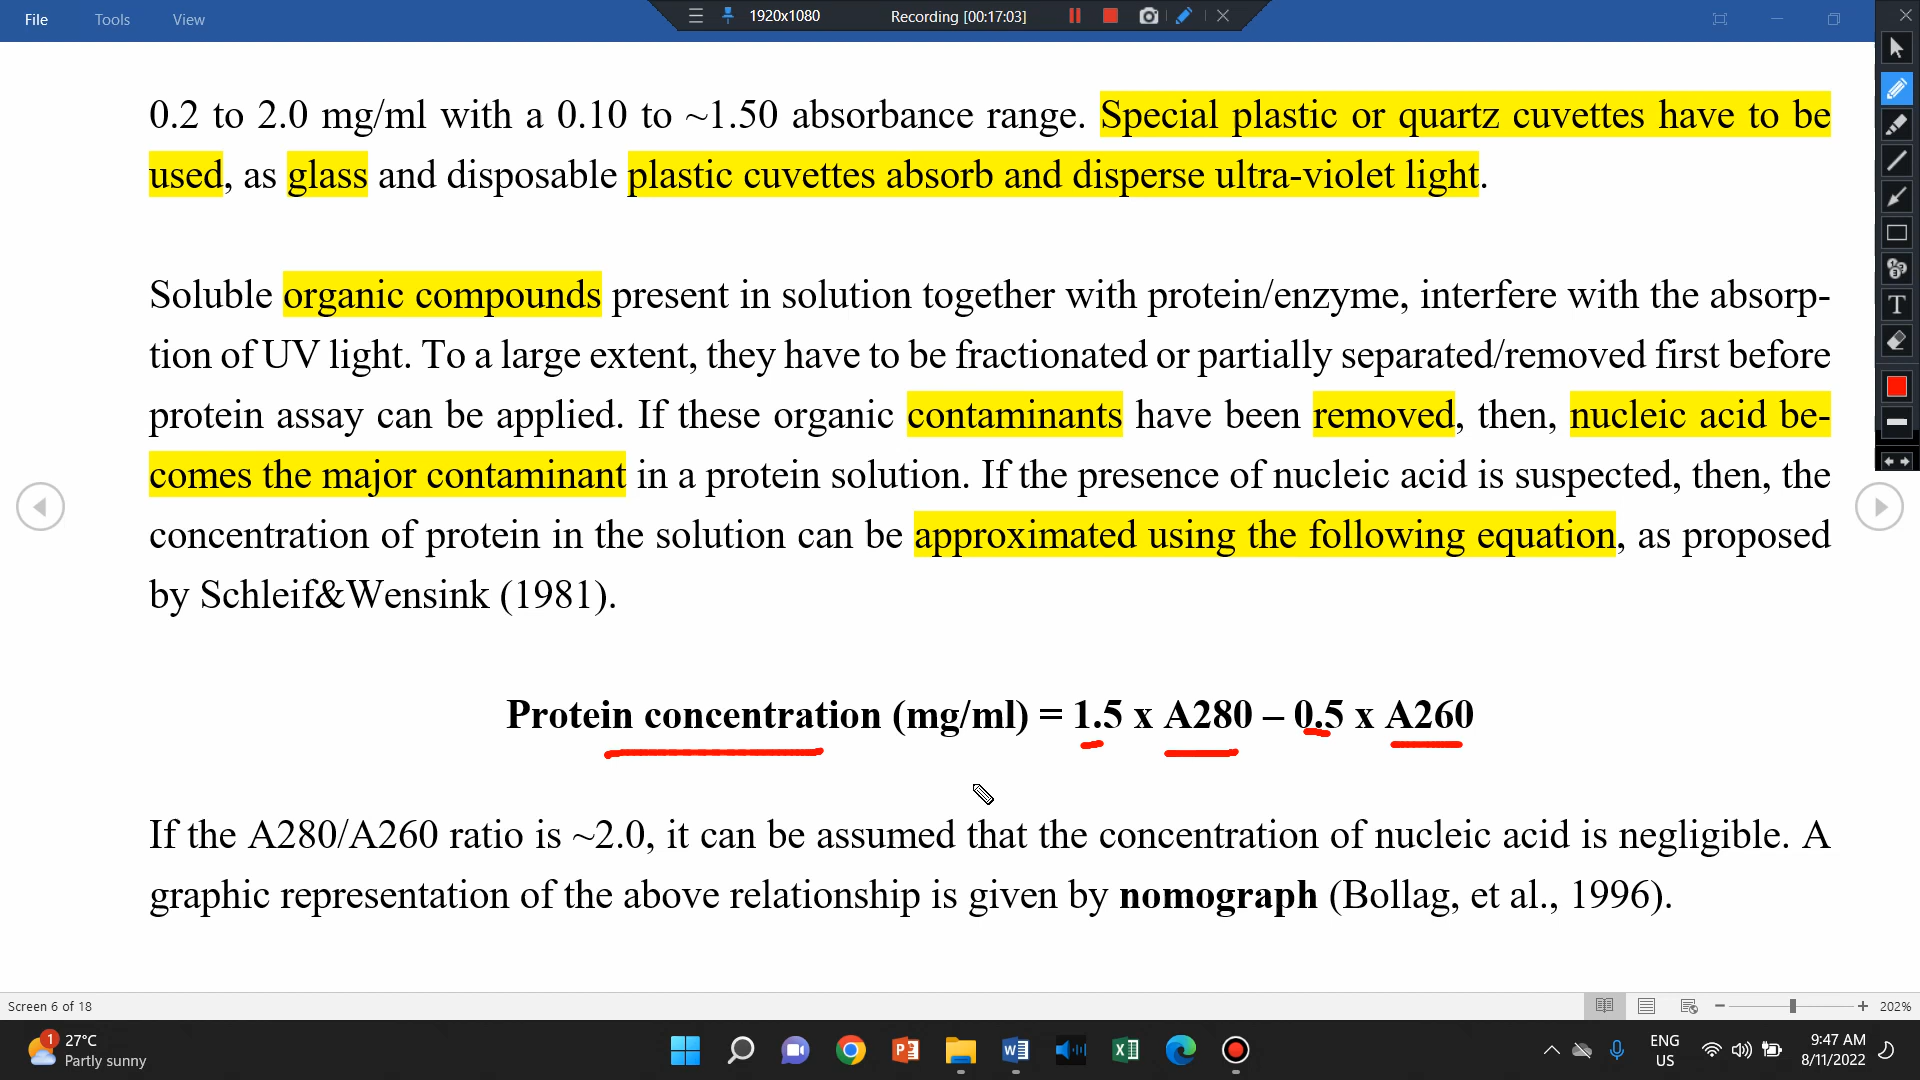 File Tools View
1920x1080 Recording [00:17:03]
0.2 to 2.0 mg/ml with a 0.10 to ~1.50 absorbance range. Special plastic or quartz cuvettes have to be
used, as glass and disposable plastic cuvettes absorb and disperse ultra-violet light.
Soluble organic compounds present in solution together with protein/enzyme, interfere with the absorp-
tion of UV light. To a large extent, they have to be fractionated or partially separated/removed first before
protein assay can be applied. If these organic contaminants have been removed, then, nucleic acid be-
comes the major contaminant in a protein solution. If the presence of nucleic acid is suspected, then, the
concentration of protein in the solution can be approximated using the following equation, as proposed
by Schleif&Wensink (1981).
Protein concentration (mg/ml) = 1.5 x A280 – 0.5 x A260
If the A280/A260 ratio is ~2.0, it can be assumed that the concentration of nucleic acid is negligible. A
graphic representation of the above relationship is given by nomograph (Bollag, et al., 1996).
Screen 6 of 18
202%
1
27°C
Partly sunny
ENG
US
9:47 AM
8/11/2022